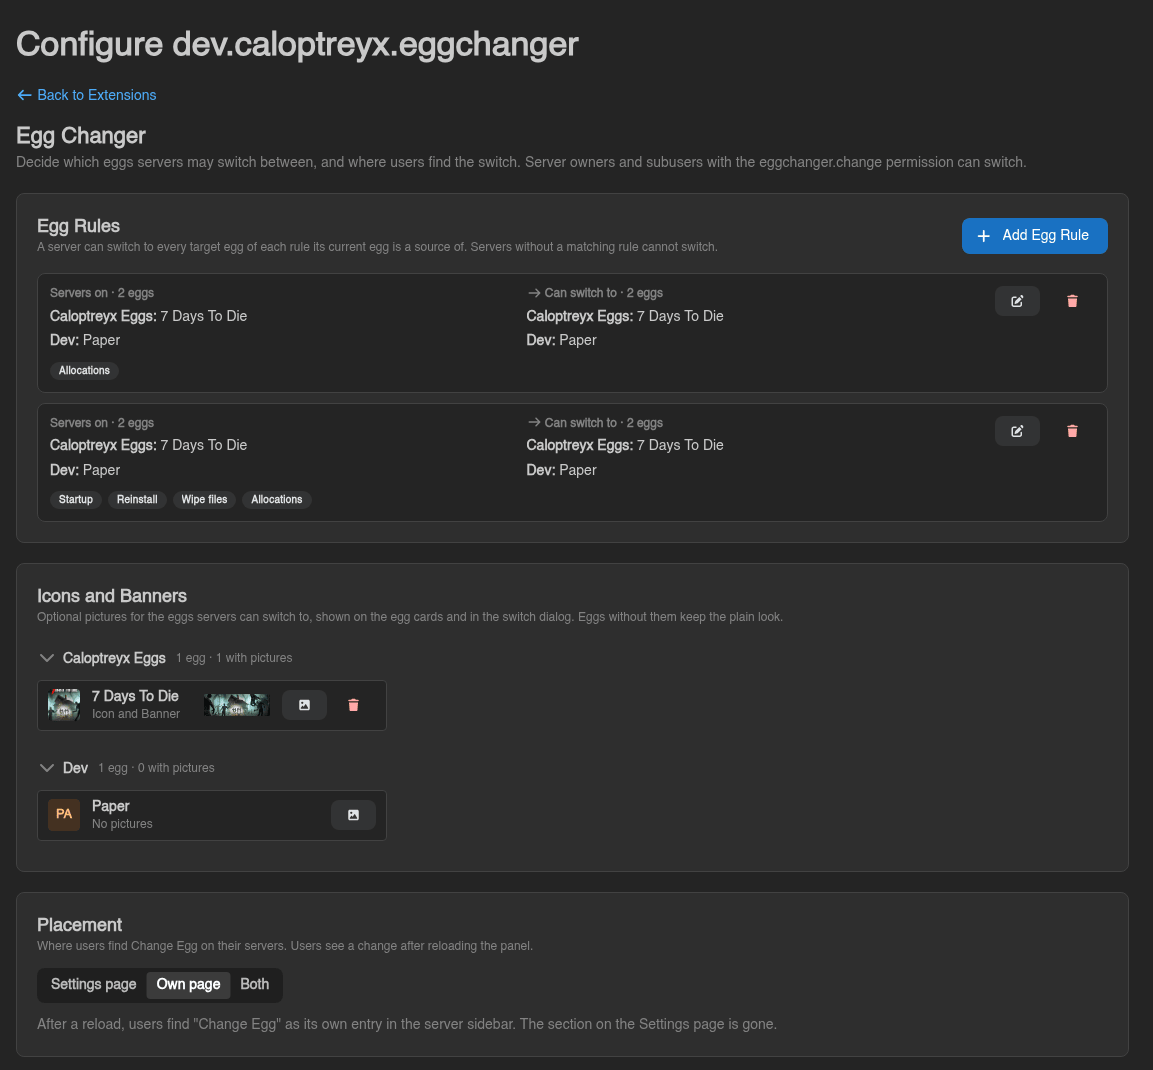 Configure dev.caloptreyx.eggchanger
Back to Extensions
Egg Changer
Decide which eggs servers may switch between, and where users find the switch. Server owners and subusers with the eggchanger.change permission can switch.
Egg Rules
A server can switch to every target egg of each rule its current egg is a source of. Servers without a matching rule cannot switch.
Add Egg Rule
Servers on · 2 eggs
Caloptreyx Eggs: 7 Days To Die
Dev: Paper
→ Can switch to · 2 eggs
Caloptreyx Eggs: 7 Days To Die
Dev: Paper
Allocations
Servers on · 2 eggs
Caloptreyx Eggs: 7 Days To Die
Dev: Paper
→ Can switch to · 2 eggs
Caloptreyx Eggs: 7 Days To Die
Dev: Paper
Startup Reinstall Wipe files Allocations
Icons and Banners
Optional pictures for the eggs servers can switch to, shown on the egg cards and in the switch dialog. Eggs without them keep the plain look.
Caloptreyx Eggs 1 egg · 1 with pictures
7 Days To Die
Icon and Banner
Dev 1 egg · 0 with pictures
PA
Paper
No pictures
Placement
Where users find Change Egg on their servers. Users see a change after reloading the panel.
Settings page Own page Both
After a reload, users find "Change Egg" as its own entry in the server sidebar. The section on the Settings page is gone.